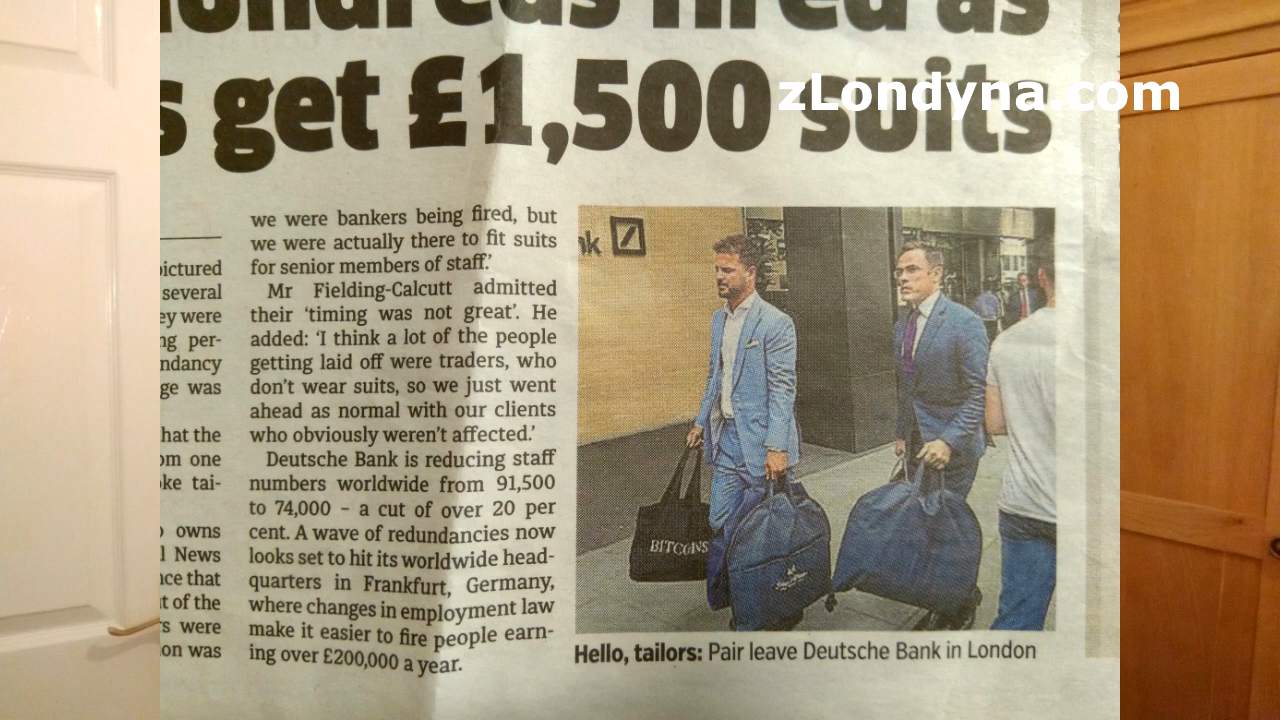 fired as
zLondyna.com
s get £1,500 suits
ictured
several
ey were
ng per-
ndancy
ge was
hat the
om one
oke tai-
owns
l News
nce that
t of the
s were
on was
we were bankers being fired, but
we were actually there to fit suits
for senior members of staff.’
Mr Fielding-Calcutt admitted
their ‘timing was not great’. He
added: ‘I think a lot of the people
getting laid off were traders, who
don’t wear suits, so we just went
ahead as normal with our clients
who obviously weren’t affected.’
Deutsche Bank is reducing staff
numbers worldwide from 91,500
to 74,000 – a cut of over 20 per
cent. A wave of redundancies now
looks set to hit its worldwide head-
quarters in Frankfurt, Germany,
where changes in employment law
make it easier to fire people earn-
ing over £200,000 a year.
nk
BITCOINS
Hello, tailors: Pair leave Deutsche Bank in London